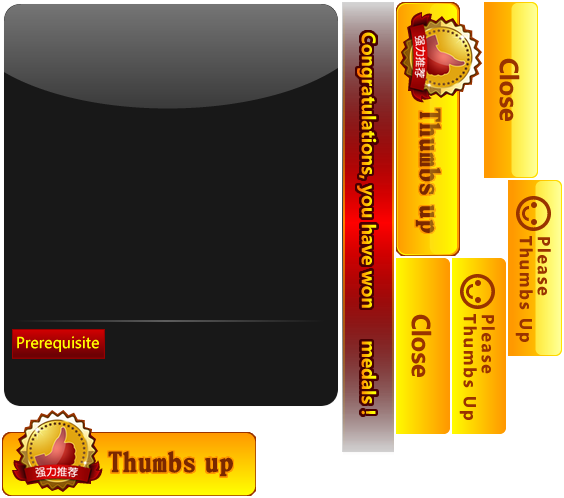 Prerequisite
强力推荐
Thumbs up
Congratulations, you have won medals !
强力推荐
Thumbs up
Close
Please
Thumbs Up
Close
Please
Thumbs Up